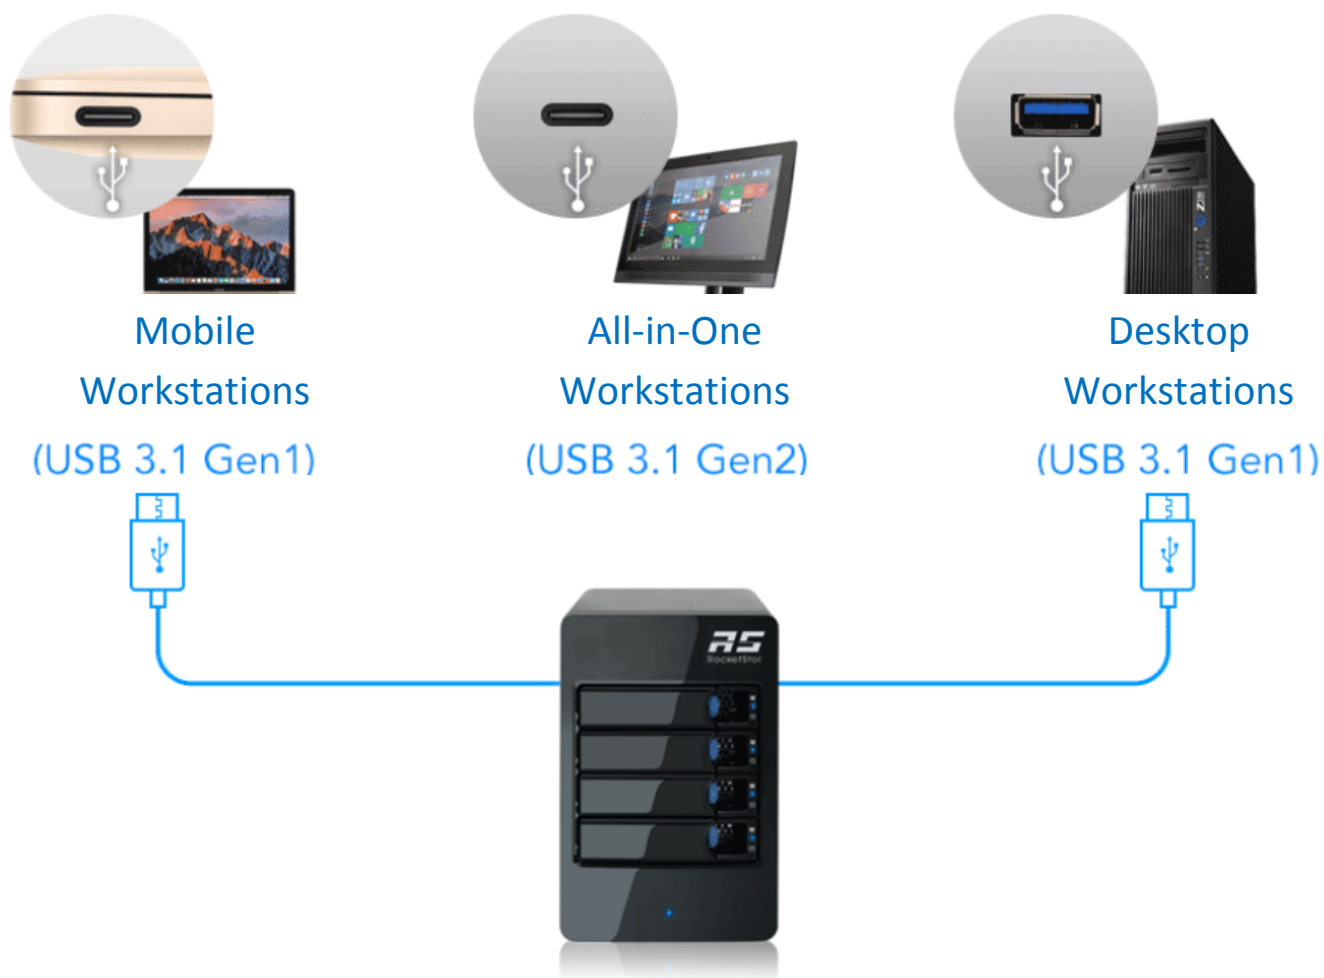 Mobile
Workstations
(USB 3.1 Gen1)
All-in-One
Workstations
(USB 3.1 Gen2)
Desktop
Workstations
(USB 3.1 Gen1)
RS
RocketStor